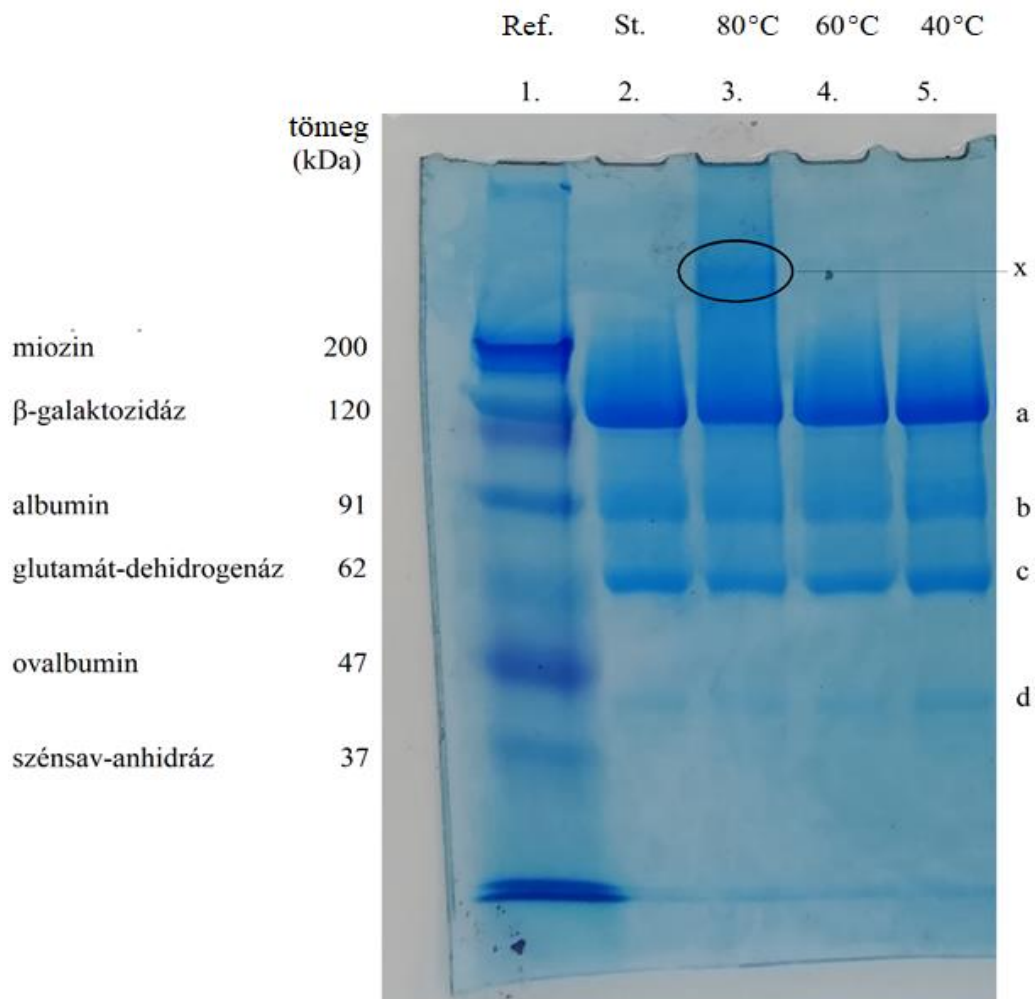 Ref. St. 80°C 60°C 40°C
1. 2. 3. 4. 5.
tömeg
(kDa)
x
miozin 200
β-galaktozidáz 120 a
albumin 91 b
glutamát-dehidrogenáz 62 c
ovalbumin 47
d
szénsav-anhidráz 37